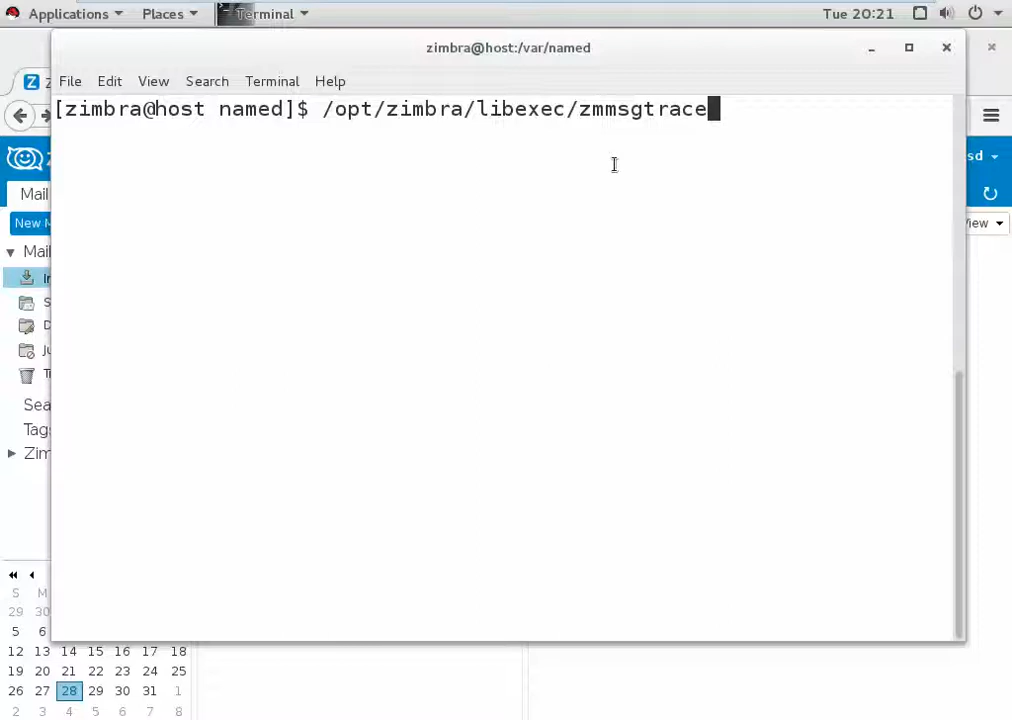 Applications Places Terminal Tue 20:21
zimbra@host:/var/named
File Edit View Search Terminal Help
[zimbra@host named]$ /opt/zimbra/libexec/zmmsgtrace
Z
sd
Mail
New M
View
Mail
In
S
D
Ju
T
Sea
Tags
Zim
S M
29 30
5 6
12 13 14 15 16 17 18
19 20 21 22 23 24 25
26 27 28 29 30 31 1
2 3 4 5 6 7 8